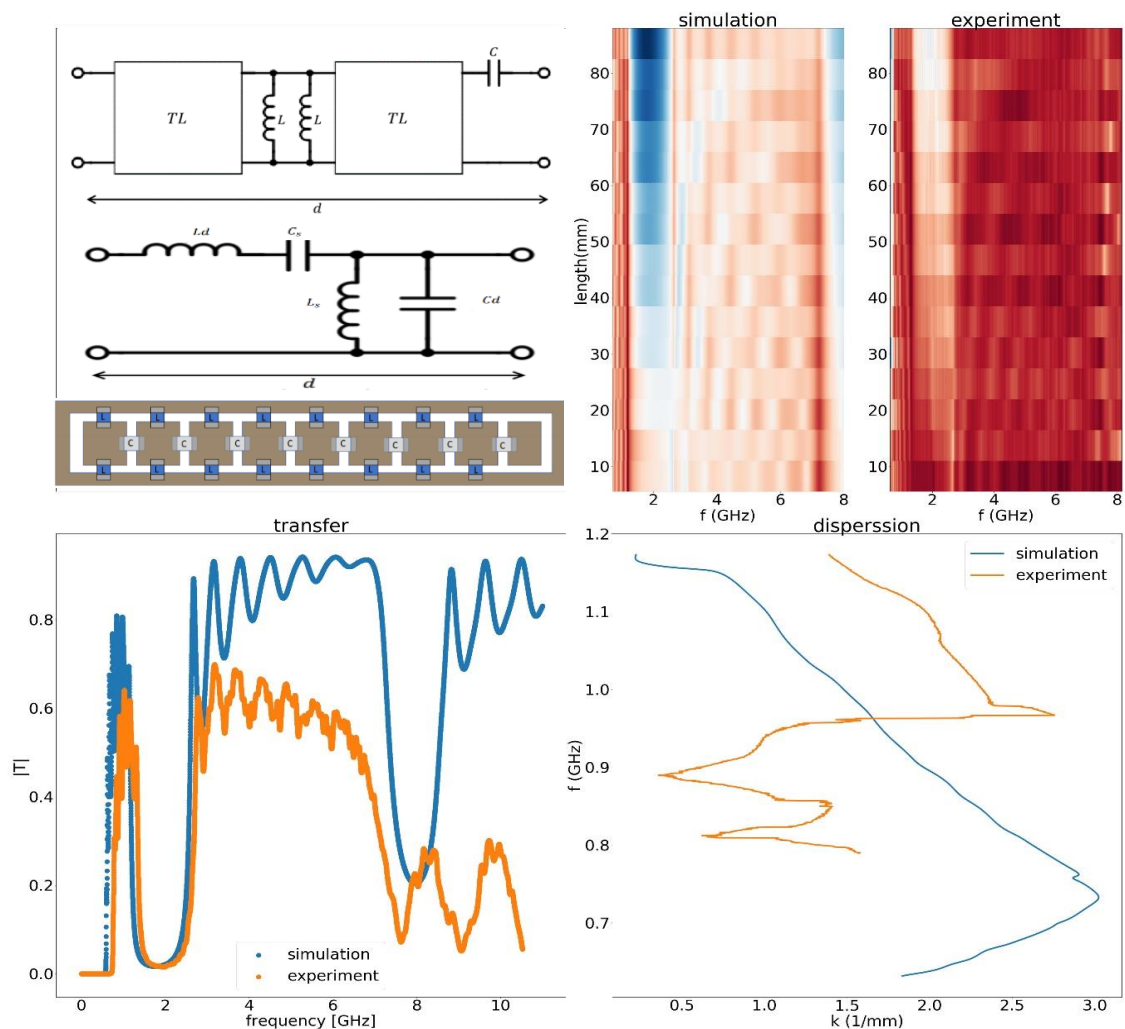 C
TL
L
L
TL
d
Ld
C_s
L_s
Cd
d
L L L L L L L L
C C C C C C C C
L L L L L L L L
simulation
experiment
80
70
60
50
40
30
20
10
length(mm)
2 4 6 8
f (GHz)
2 4 6 8
f (GHz)
transfer
0.8
0.6
0.4
0.2
0.0
|T|
simulation
experiment
0 2 4 6 8 10
frequency [GHz]
disperssion
simulation
experiment
1.2
1.1
1.0
0.9
0.8
0.7
f (GHz)
0.5 1.0 1.5 2.0 2.5 3.0
k (1/mm)